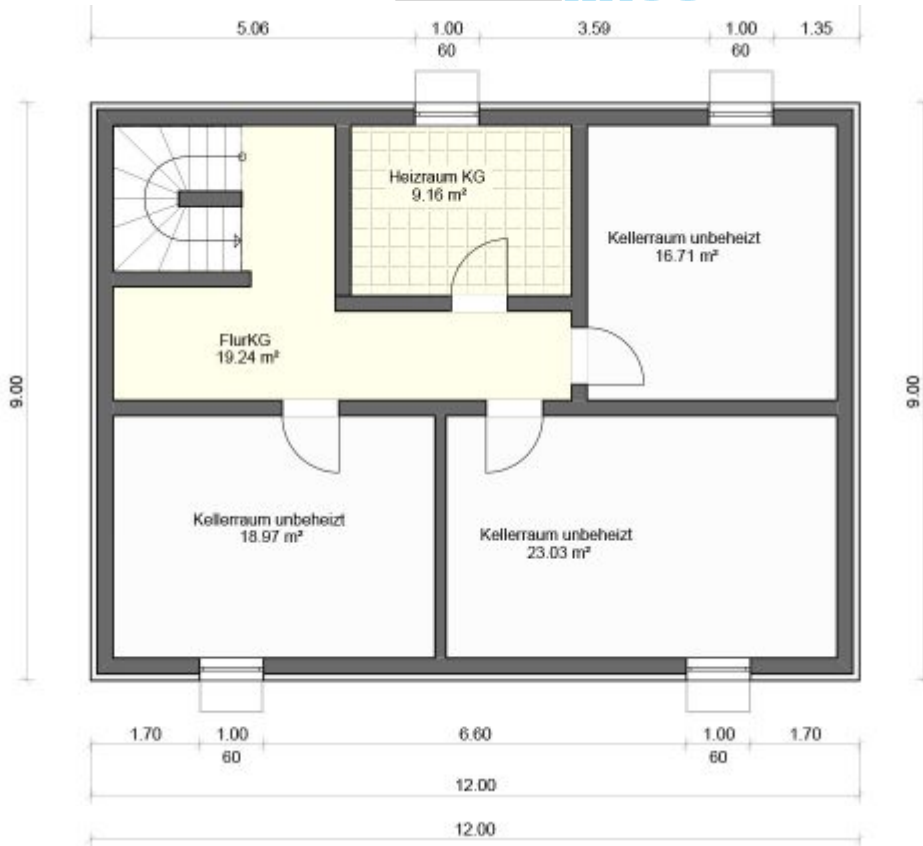 5.06 1.00 3.59 1.00 1.35
60 60
Heizraum KG
9.16 m²
Kellerraum unbeheizt
16.71 m²
FlurKG
19.24 m²
9.00
9.00
Kellerraum unbeheizt
18.97 m²
Kellerraum unbeheizt
23.03 m²
1.70 1.00 6.60 1.00 1.70
60 60
12.00
12.00